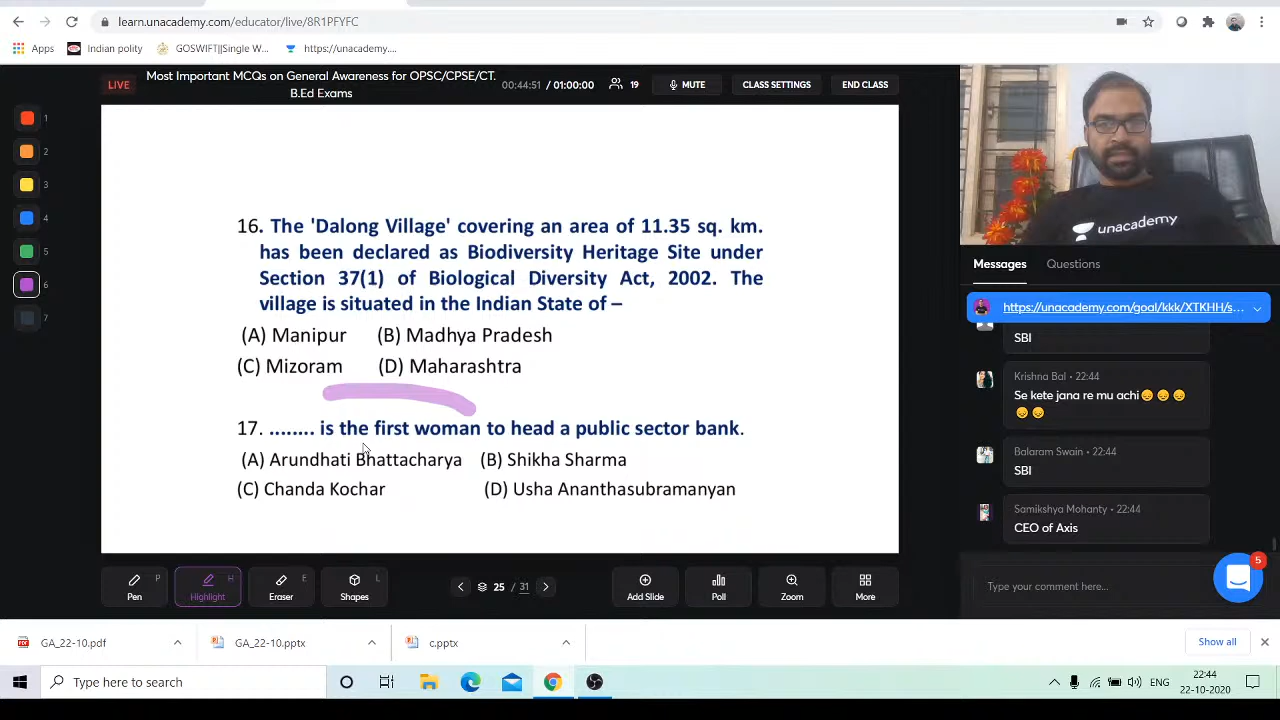 learn.unacademy.com/educator/live/8R1PFYFC
Apps
Indian polity
GOSWIFT||Single W...
https://unacademy....
LIVE
Most Important MCQs on General Awareness for OPSC/CPSE/CT.
B.Ed Exams
00:44:51 / 01:00:00
19
MUTE
CLASS SETTINGS
END CLASS
1
2
3
4
5
6
7
16. The 'Dalong Village' covering an area of 11.35 sq. km.
has been declared as Biodiversity Heritage Site under
Section 37(1) of Biological Diversity Act, 2002. The
village is situated in the Indian State of –
(A) Manipur (B) Madhya Pradesh
(C) Mizoram (D) Maharashtra
17. ........ is the first woman to head a public sector bank.
(A) Arundhati Bhattacharya (B) Shikha Sharma
(C) Chanda Kochar (D) Usha Ananthasubramanyan
unacademy
Messages
Questions
https://unacademy.com/goal/kkk/XTKHH/s...
SBI
Krishna Bal • 22:44
Se kete jana re mu achi
Balaram Swain • 22:44
SBI
Samikshya Mohanty • 22:44
CEO of Axis
Type your comment here...
5
Pen
P
Highlight
H
Eraser
E
Shapes
L
25 / 31
Add Slide
Poll
Zoom
More
GA_22-10.pdf
GA_22-10.pptx
c.pptx
Show all
Type here to search
ENG
22:44
22-10-2020